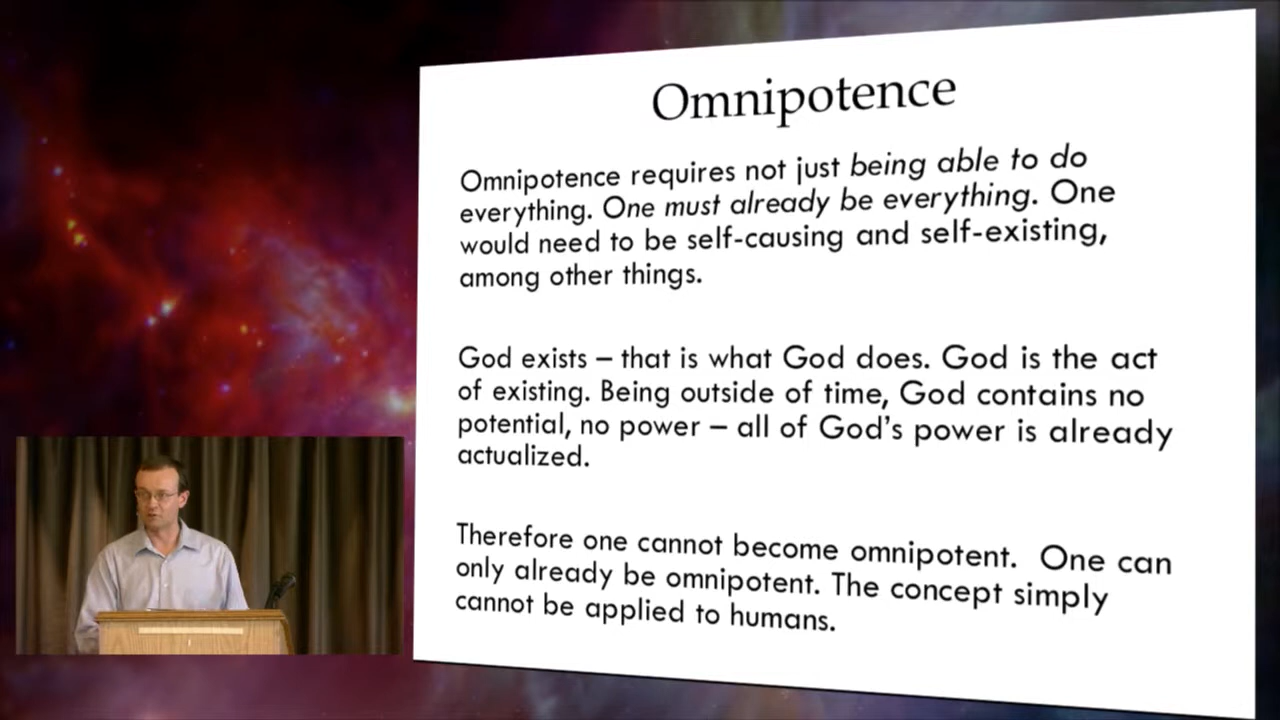 Omnipotence
Omnipotence requires not just being able to do
everything. One must already be everything. One
would need to be self-causing and self-existing,
among other things.
God exists – that is what God does. God is the act
of existing. Being outside of time, God contains no
potential, no power – all of God's power is already
actualized.
Therefore one cannot become omnipotent.  One can
only already be omnipotent. The concept simply
cannot be applied to humans.